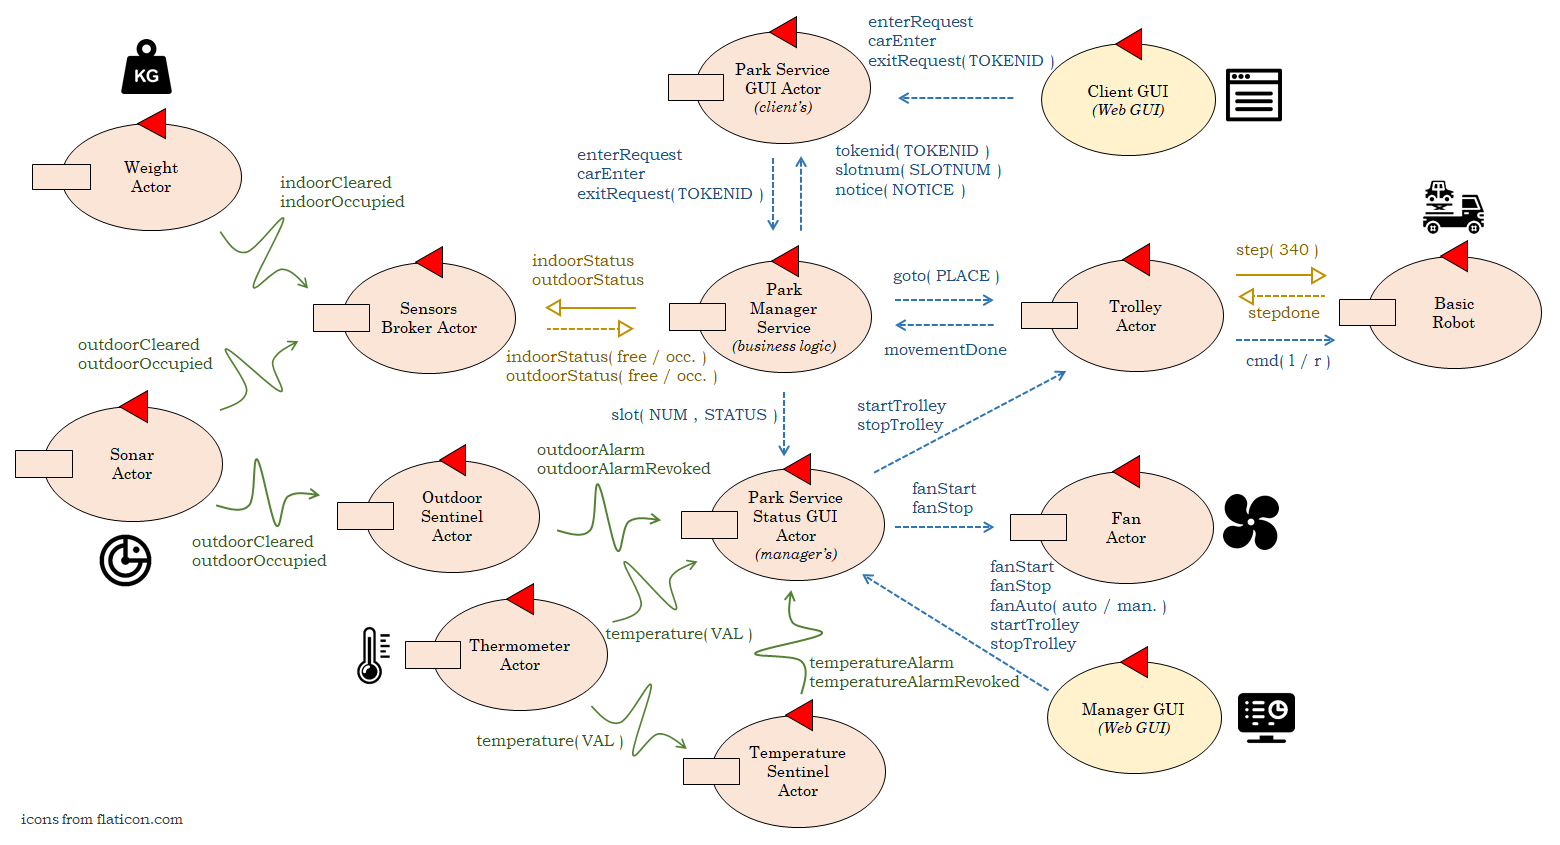 enterRequest
carEnter
exitRequest( TOKENID )
Park Service
GUI Actor
(client's)
Client GUI
(Web GUI)
KG
Weight
Actor
indoorCleared
indoorOccupied
enterRequest
carEnter
exitRequest( TOKENID )
tokenid( TOKENID )
slotnum( SLOTNUM )
notice( NOTICE )
indoorStatus
outdoorStatus
Sensors
Broker Actor
indoorStatus( free / occ. )
outdoorStatus( free / occ. )
Park
Manager
Service
(business logic)
goto( PLACE )
movementDone
Trolley
Actor
step( 340 )
stepdone
cmd( l / r )
Basic
Robot
outdoorCleared
outdoorOccupied
slot( NUM , STATUS )
startTrolley
stopTrolley
Sonar
Actor
outdoorCleared
outdoorOccupied
Outdoor
Sentinel
Actor
outdoorAlarm
outdoorAlarmRevoked
Park Service
Status GUI
Actor
(manager's)
fanStart
fanStop
Fan
Actor
fanStart
fanStop
fanAuto( auto / man. )
startTrolley
stopTrolley
Thermometer
Actor
temperature( VAL )
temperatureAlarm
temperatureAlarmRevoked
temperature( VAL )
Temperature
Sentinel
Actor
Manager GUI
(Web GUI)
icons from flaticon.com